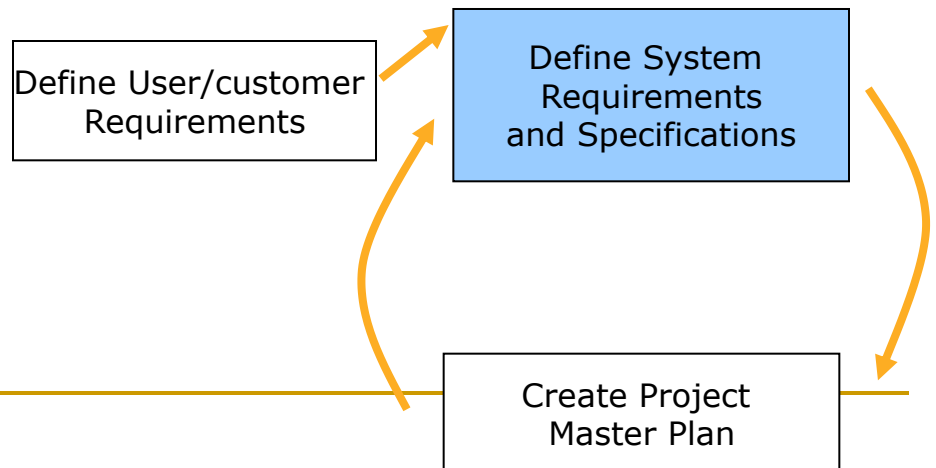 Define User/customer
Requirements
Define System
Requirements
and Specifications
Create Project
Master Plan